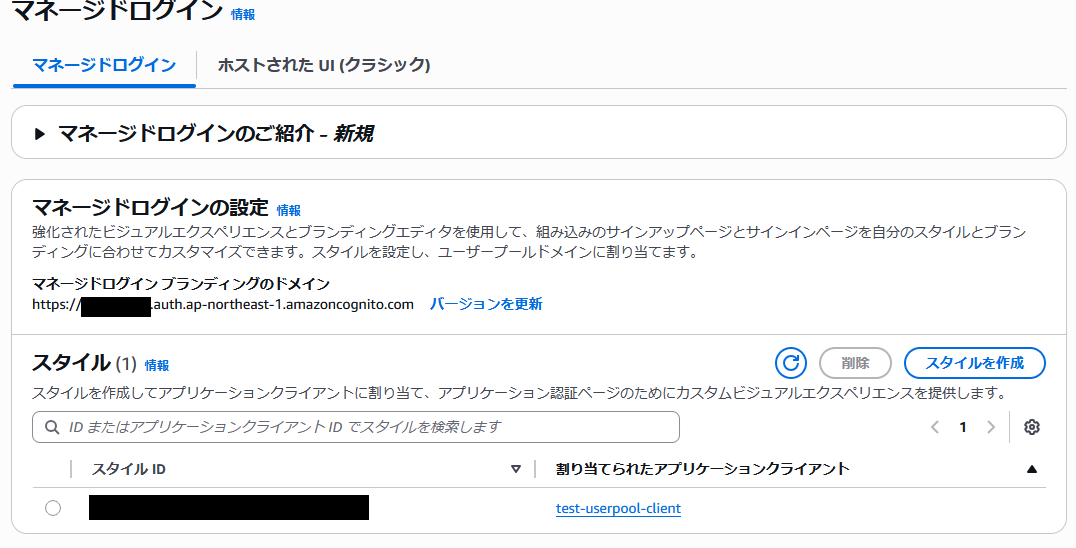 マネージドログイン 情報
マネージドログイン
ホストされた UI (クラシック)
マネージドログインのご紹介 - 新規
マネージドログインの設定 情報
強化されたビジュアルエクスペリエンスとブランディングエディタを使用して、組み込みのサインアップページとサインインページを自分のスタイルとブラン
ディングに合わせてカスタマイズできます。スタイルを設定し、ユーザープールドメインに割り当てます。
マネージドログイン ブランディングのドメイン
https:// .auth.ap-northeast-1.amazoncognito.com バージョンを更新
スタイル (1) 情報
削除
スタイルを作成
スタイルを作成してアプリケーションクライアントに割り当て、アプリケーション認証ページのためにカスタムビジュアルエクスペリエンスを提供します。
ID またはアプリケーションクライアント ID でスタイルを検索します
1
スタイル ID
割り当てられたアプリケーションクライアント
test-userpool-client